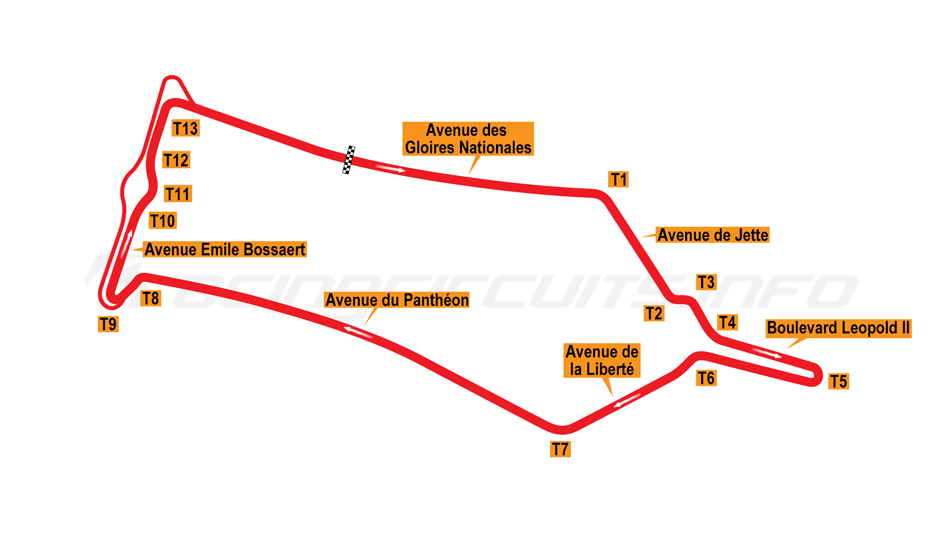 T13
Avenue des
Gloires Nationales
T12
T1
T11
T10
Avenue de Jette
Avenue Emile Bossaert
T3
T8
Avenue du Panthéon
T2
T9
T4
Boulevard Leopold II
Avenue de
la Liberté
T6
T5
T7
RACINGCIRCUITS.INFO